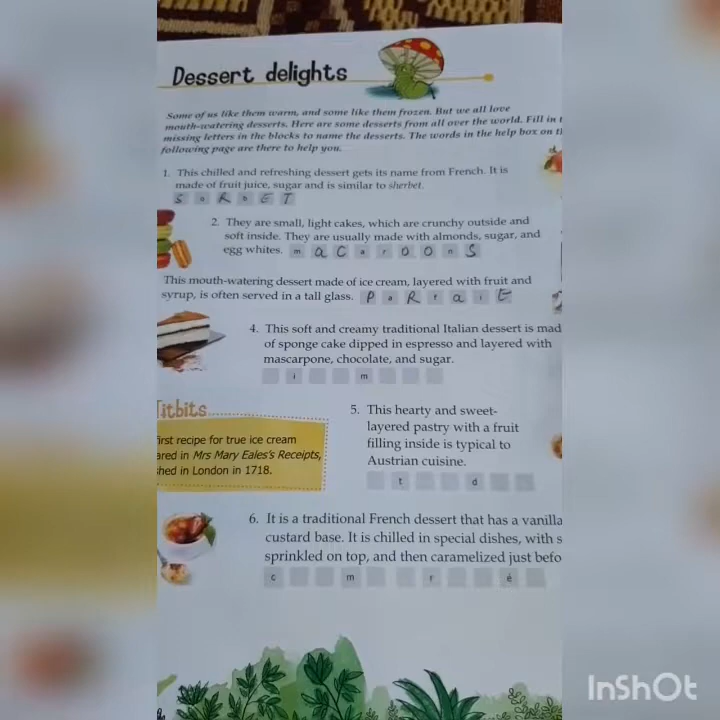 Dessert delights
Some of us like them warm, and some like them frozen. But we all love
mouth-watering desserts. Here are some desserts from all over the world. Fill in
missing letters in the blocks to name the desserts. The words in the help box on
following page are there to help you.
1. This chilled and refreshing dessert gets its name from French. It is
made of fruit juice, sugar and is similar to sherbet.
S o R b E T
2. They are small, light cakes, which are crunchy outside and
soft inside. They are usually made with almonds, sugar, and
egg whites. m a C a r O O n S
This mouth-watering dessert made of ice cream, layered with fruit and
syrup, is often served in a tall glass. P a R f a i E
4. This soft and creamy traditional Italian dessert is mad
of sponge cake dipped in espresso and layered with
mascarpone, chocolate, and sugar.
i m
Titbits
first recipe for true ice cream
ared in Mrs Mary Eales's Receipts,
shed in London in 1718.
5. This hearty and sweet-
layered pastry with a fruit
filling inside is typical to
Austrian cuisine.
t d
6. It is a traditional French dessert that has a vanilla
custard base. It is chilled in special dishes, with s
sprinkled on top, and then caramelized just befo
c m r é
InShOt